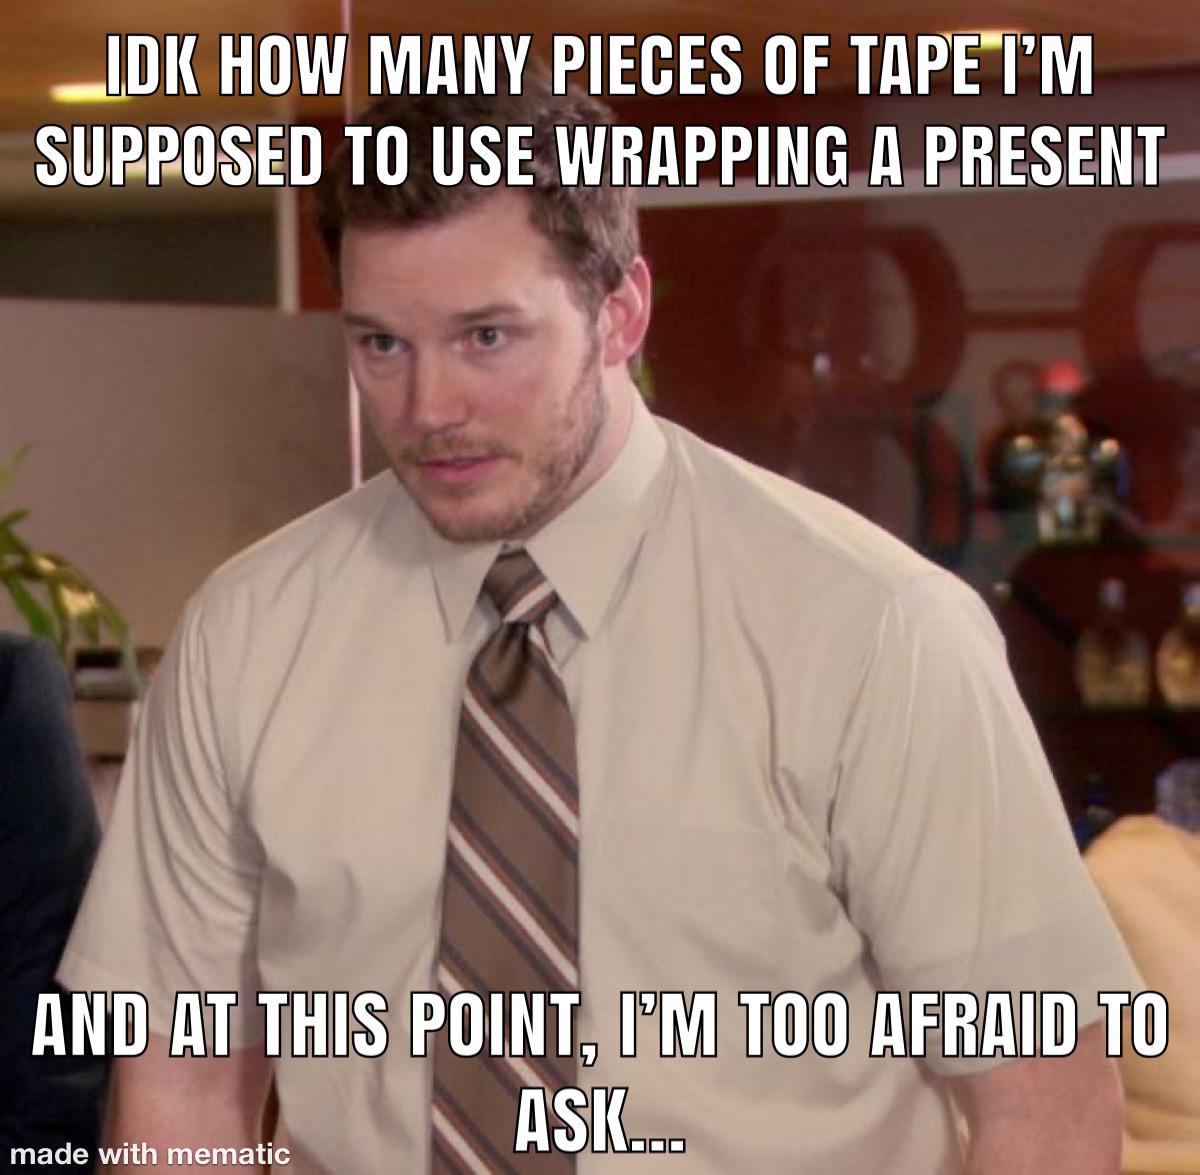 IDK HOW MANY PIECES OF TAPE I’M
SUPPOSED TO USE WRAPPING A PRESENT
AND AT THIS POINT, I’M TOO AFRAID TO
ASK...
made with mematic